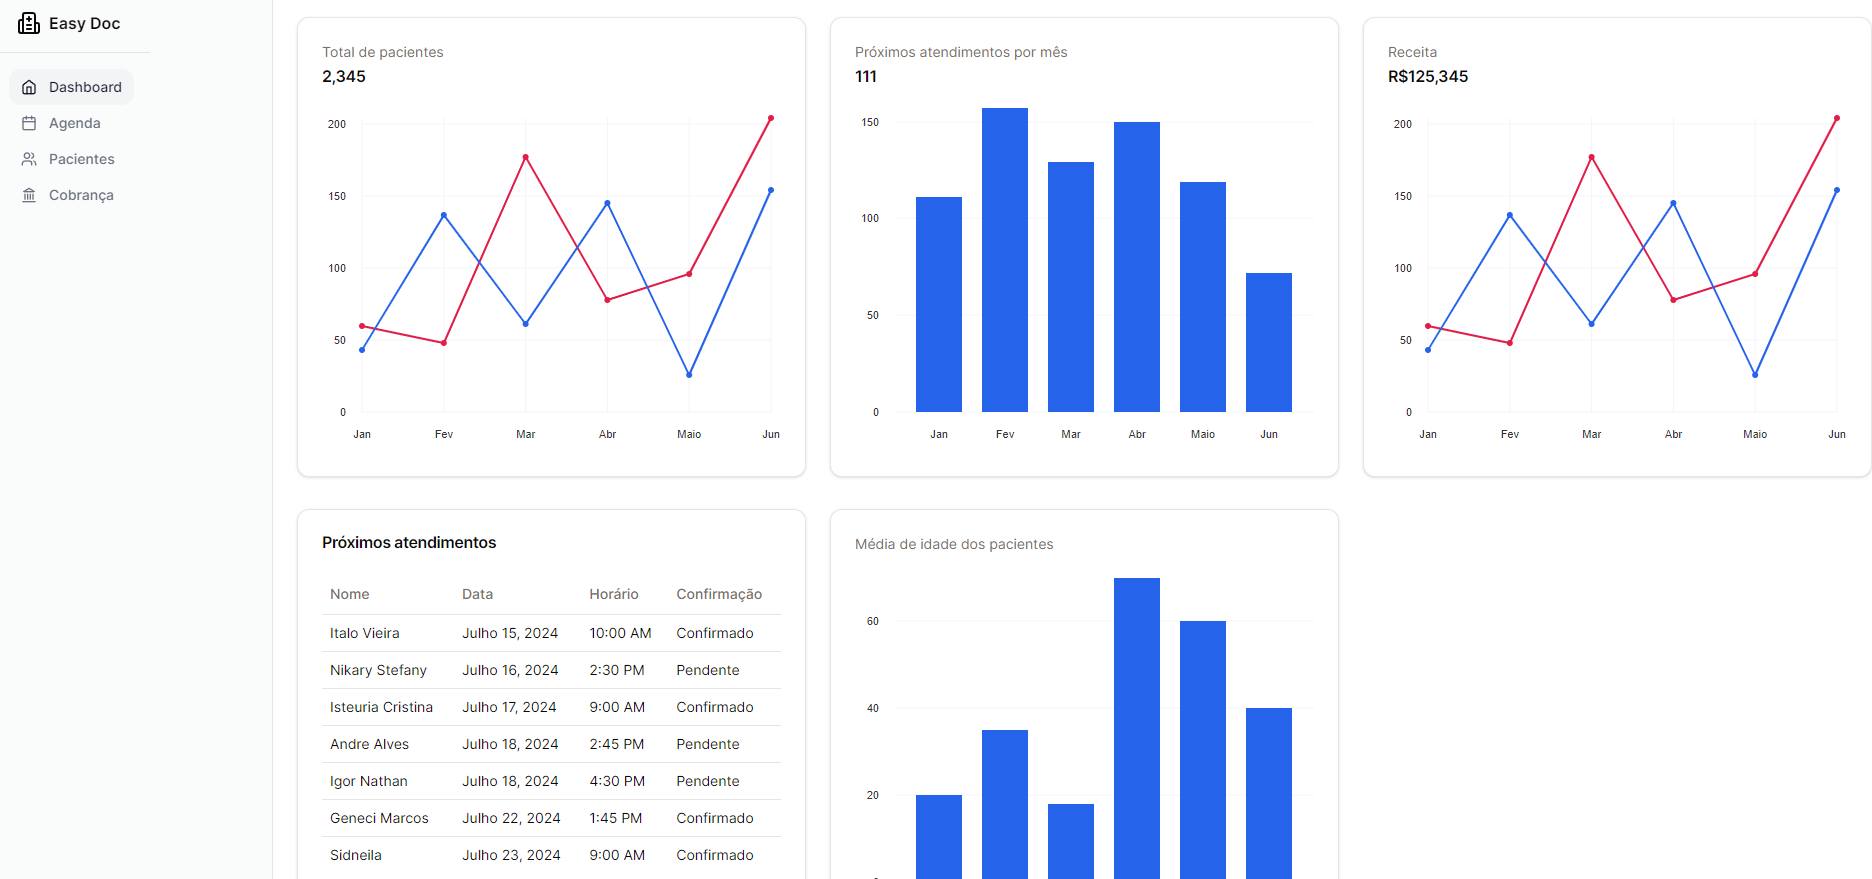 Easy Doc
Dashboard
Agenda
Pacientes
Cobrança
Total de pacientes
2,345
200
150
100
50
0
Jan Fev Mar Abr Maio Jun
Próximos atendimentos por mês
111
150
100
50
0
Jan Fev Mar Abr Maio Jun
Receita
R$125,345
200
150
100
50
0
Jan Fev Mar Abr Maio Jun
Próximos atendimentos
Nome Data Horário Confirmação
Italo Vieira Julho 15, 2024 10:00 AM Confirmado
Nikary Stefany Julho 16, 2024 2:30 PM Pendente
Isteuria Cristina Julho 17, 2024 9:00 AM Confirmado
Andre Alves Julho 18, 2024 2:45 PM Pendente
Igor Nathan Julho 18, 2024 4:30 PM Pendente
Geneci Marcos Julho 22, 2024 1:45 PM Confirmado
Sidneila Julho 23, 2024 9:00 AM Confirmado
Média de idade dos pacientes
60
40
20